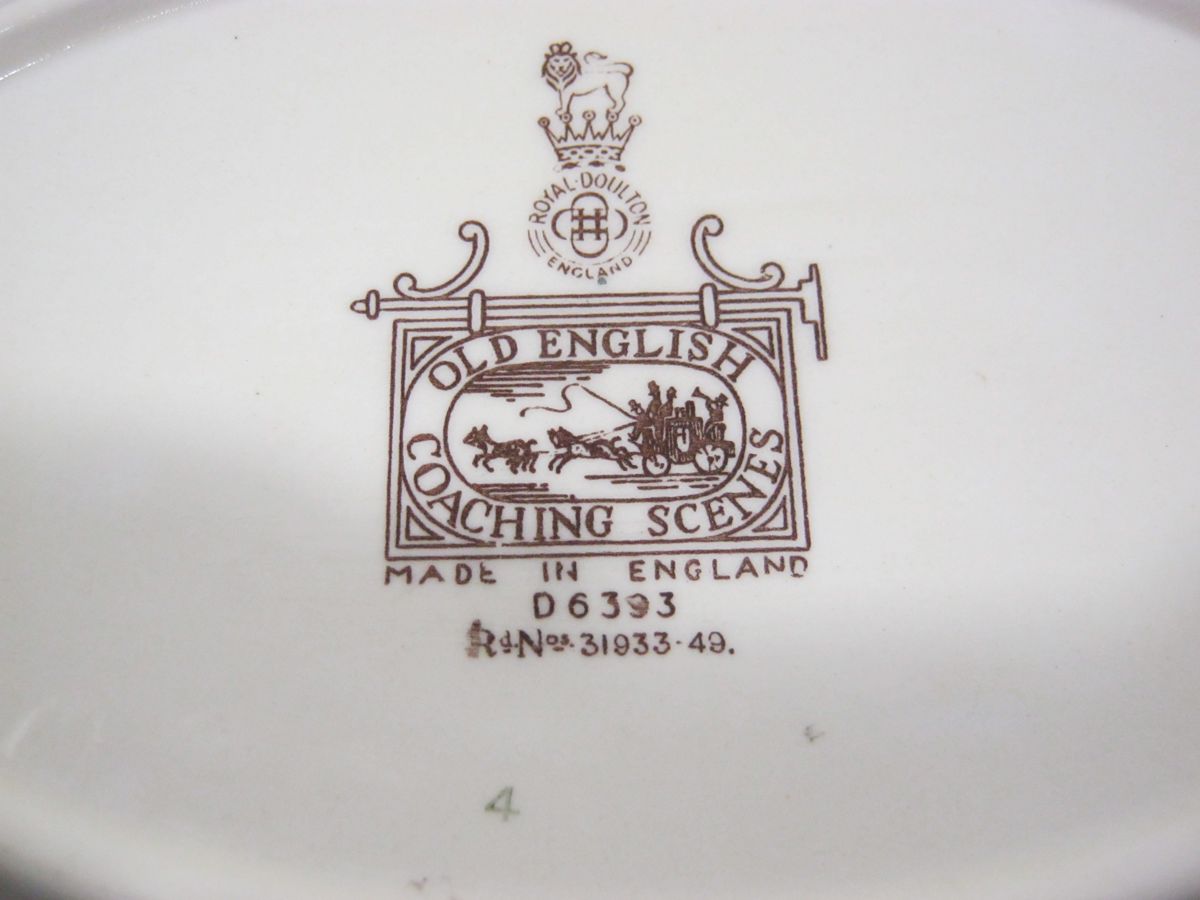 ROYAL·DOULTON
ENGLAND
OLD ENGLISH
COACHING SCENES
MADE IN ENGLAND
D6393
Rd Nos. 31933·49.
4